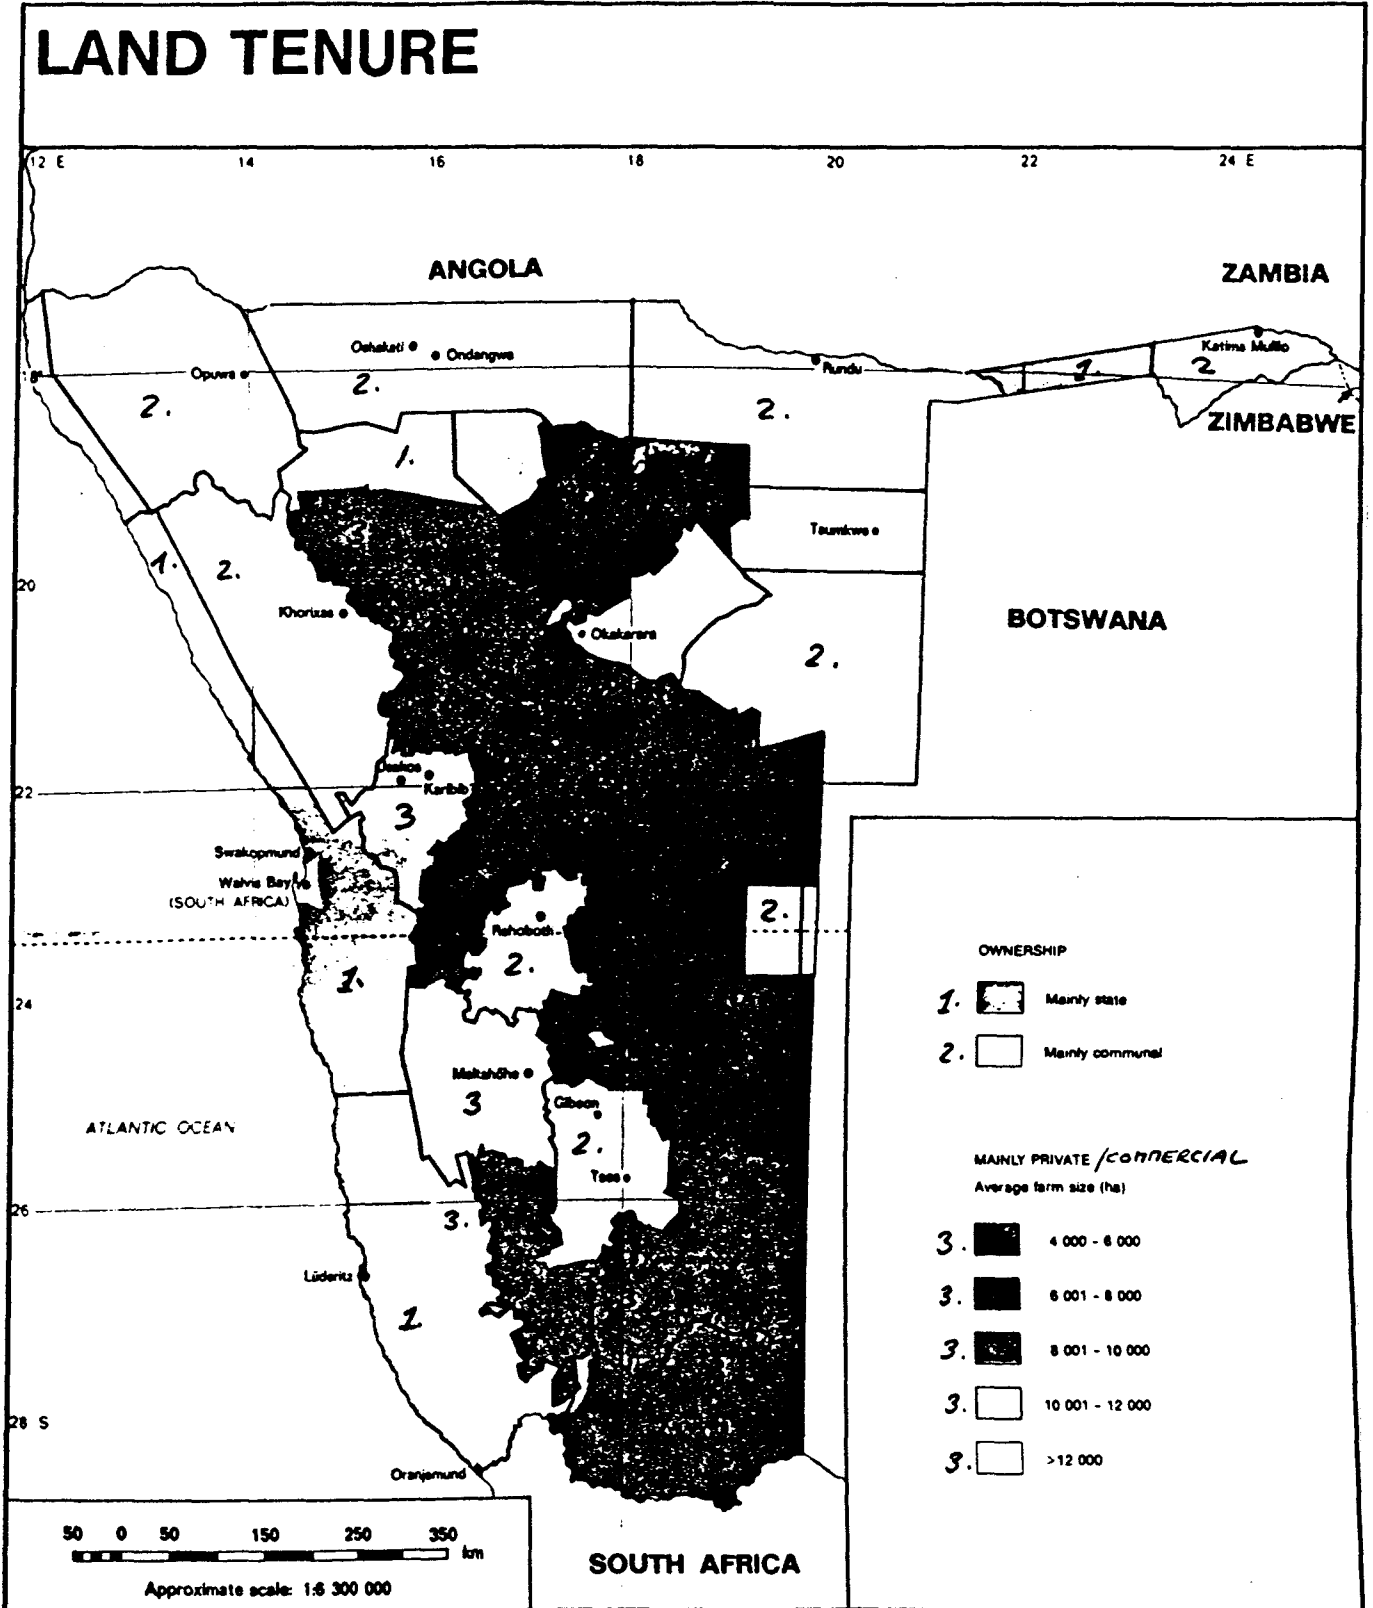 LAND TENURE
12 E 14 16 18 20 22 24 E
ANGOLA
ZAMBIA
Oshakati
Ondangwa
Katima Mulilo
Opuwa
Rundu
18
2.
2.
2.
1.
2
ZIMBABWE
1.
Tsumkwe
1.
2.
20
Khorixas
Okakarara
BOTSWANA
2.
Usakos
Karibib
22
3
Swakopmund
Walvis Bay
(SOUTH AFRICA)
2.
Rehoboth
2.
1.
24
OWNERSHIP
1. Mainly state
2. Mainly communal
Maltahöhe
3
Gibeon
2.
Tses
ATLANTIC OCEAN
MAINLY PRIVATE /COMMERCIAL
Average farm size (ha)
26
3.
3. 4 000 - 6 000
Lüderitz
3. 6 001 - 8 000
1
3. 8 001 - 10 000
3. 10 001 - 12 000
28 S
3. >12 000
Oranjemund
50 0 50 150 250 350
km
Approximate scale: 1:6 300 000
SOUTH AFRICA